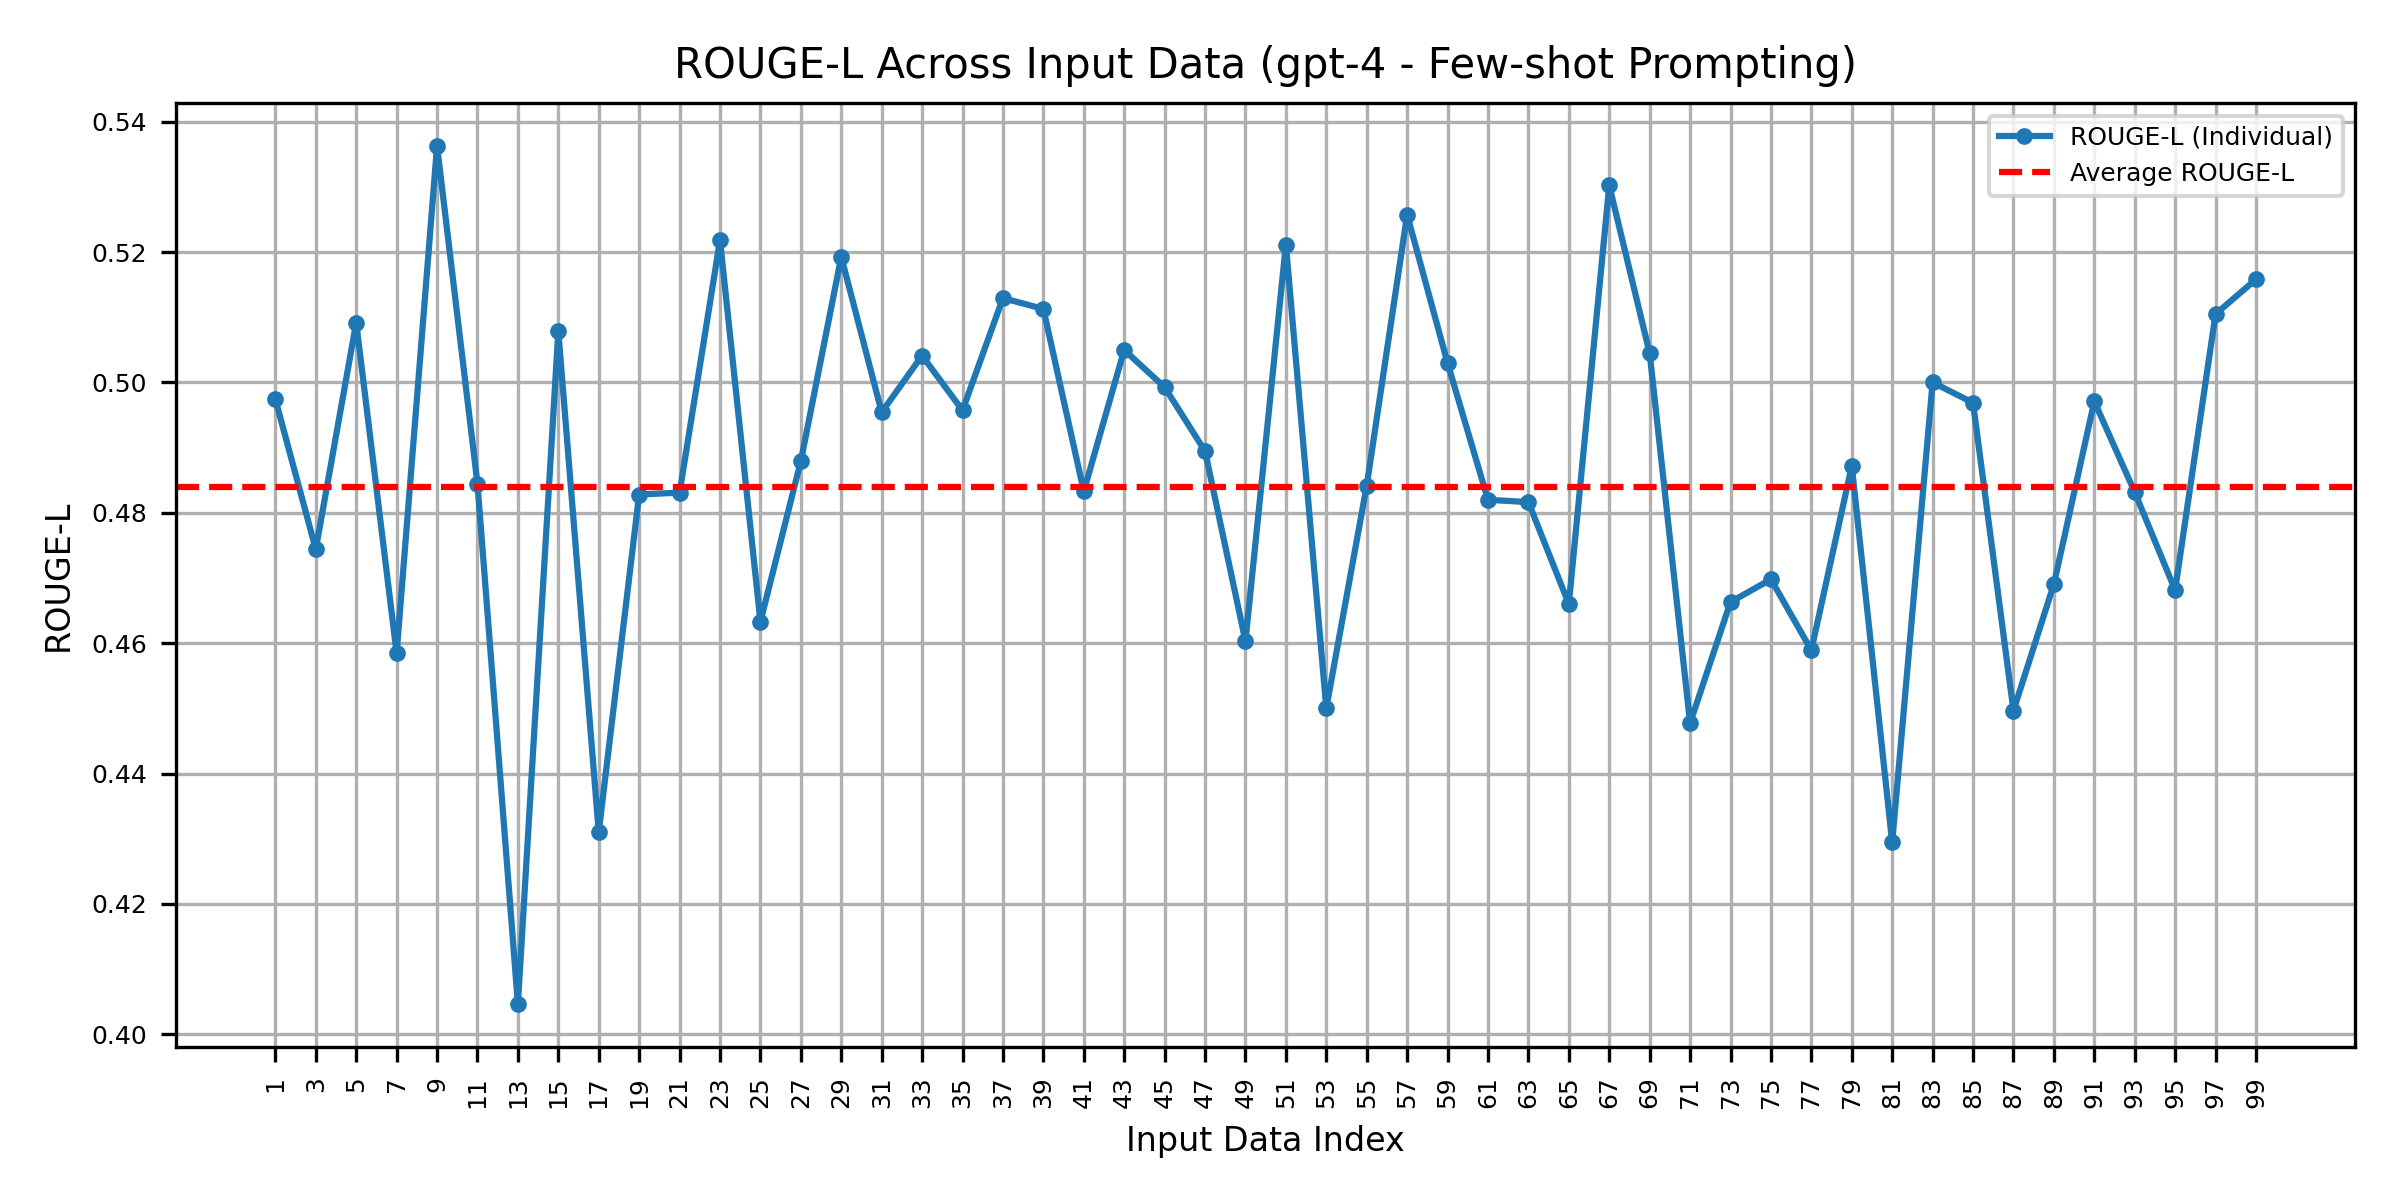 ROUGE-L Across Input Data (gpt-4 - Few-shot Prompting)
ROUGE-L (Individual)
Average ROUGE-L
0.54
0.52
0.50
0.48
0.46
0.44
0.42
0.40
ROUGE-L
1 3 5 7 9 11 13 15 17 19 21 23 25 27 29 31 33 35 37 39 41 43 45 47 49 51 53 55 57 59 61 63 65 67 69 71 73 75 77 79 81 83 85 87 89 91 93 95 97 99
Input Data Index